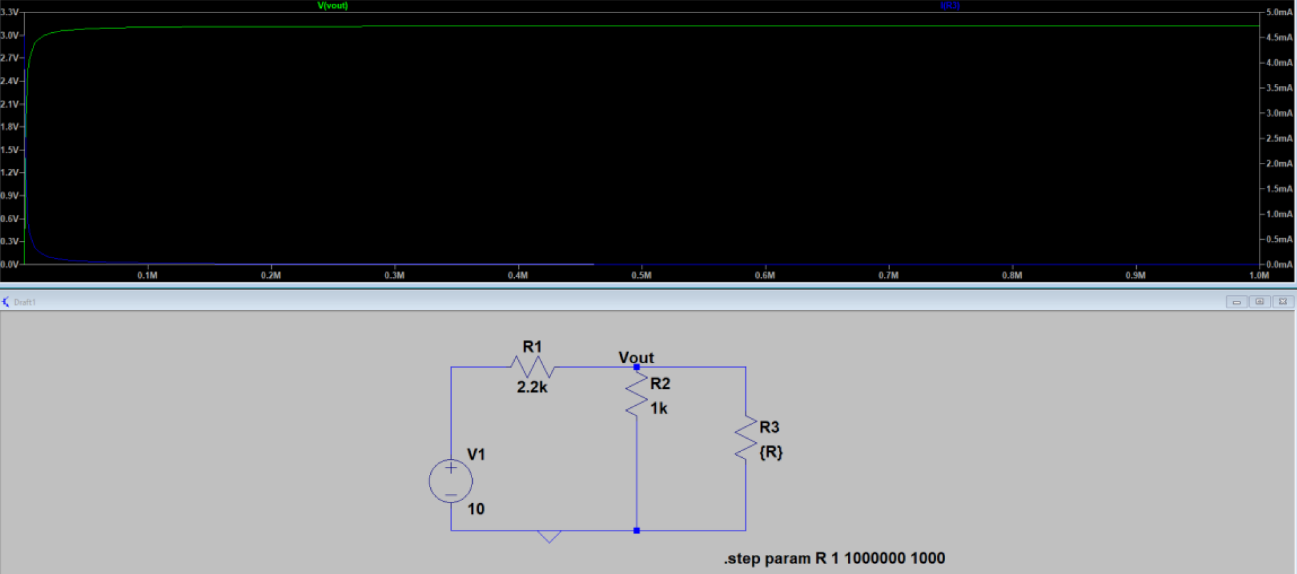 V(vout) I(R3)
3.3V 5.0mA
3.0V 4.5mA
2.7V 4.0mA
2.4V 3.5mA
2.1V 3.0mA
1.8V 2.5mA
1.5V 2.0mA
1.2V 1.5mA
0.9V 1.0mA
0.6V 0.5mA
0.3V 0.0mA
0.0V
0.1M 0.2M 0.3M 0.4M 0.5M 0.6M 0.7M 0.8M 0.9M 1.0M
Draft1
R1
2.2k
Vout
R2
1k
R3
{R}
V1
10
.step param R 1 1000000 1000